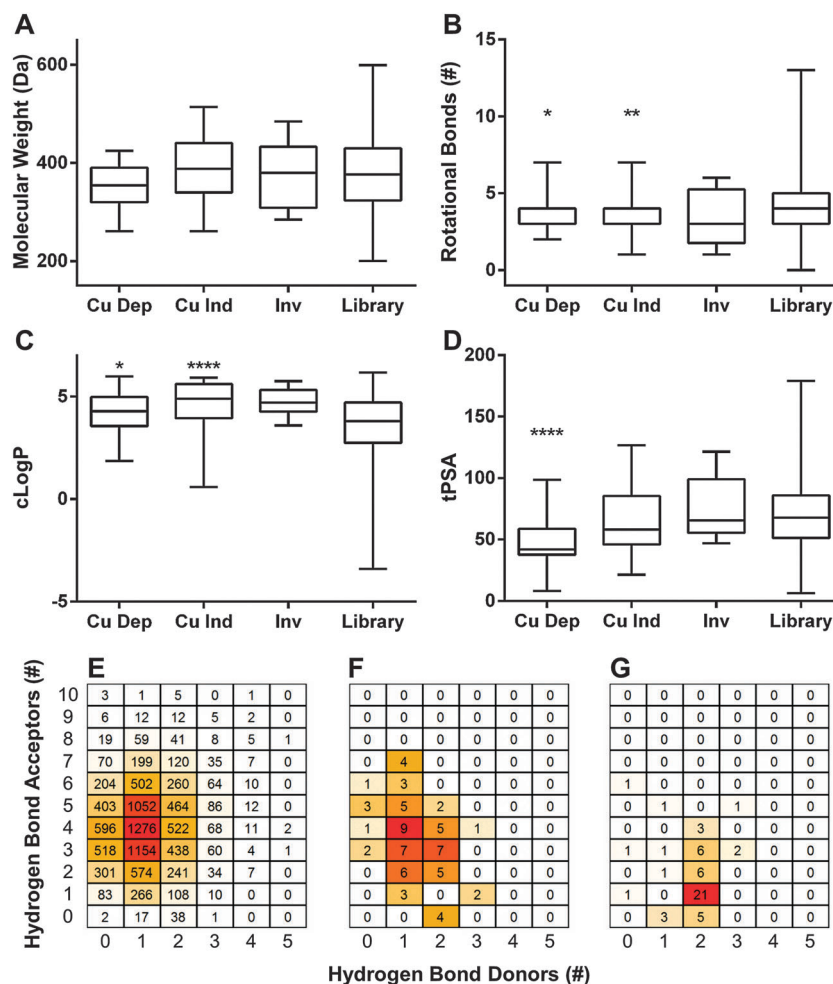 A
B
Molecular Weight (Da)
600
400
200
Cu Dep Cu Ind Inv Library
Rotational Bonds (#)
15
10
5
0
* **
Cu Dep Cu Ind Inv Library
C
D
cLogP
5
0
-5
* ****
Cu Dep Cu Ind Inv Library
tPSA
200
150
100
50
0
****
Cu Dep Cu Ind Inv Library
Hydrogen Bond Acceptors (#)
E
10 3 1 5 0 1 0
9 6 12 12 5 2 0
8 19 59 41 8 5 1
7 70 199 120 35 7 0
6 204 502 260 64 10 0
5 403 1052 464 86 12 0
4 596 1276 522 68 11 2
3 518 1154 438 60 4 1
2 301 574 241 34 7 0
1 83 266 108 10 0 0
0 2 17 38 1 0 0
0 1 2 3 4 5
F
0 0 0 0 0 0
0 0 0 0 0 0
0 0 0 0 0 0
0 4 0 0 0 0
1 3 0 0 0 0
3 5 2 0 0 0
1 9 5 1 0 0
2 7 7 0 0 0
0 6 5 0 0 0
0 3 0 2 0 0
0 0 4 0 0 0
0 1 2 3 4 5
G
0 0 0 0 0 0
0 0 0 0 0 0
0 0 0 0 0 0
0 0 0 0 0 0
1 0 0 0 0 0
0 1 0 1 0 0
0 0 3 0 0 0
1 1 6 2 0 0
0 1 6 0 0 0
1 0 21 0 0 0
0 3 5 0 0 0
0 1 2 3 4 5
Hydrogen Bond Donors (#)